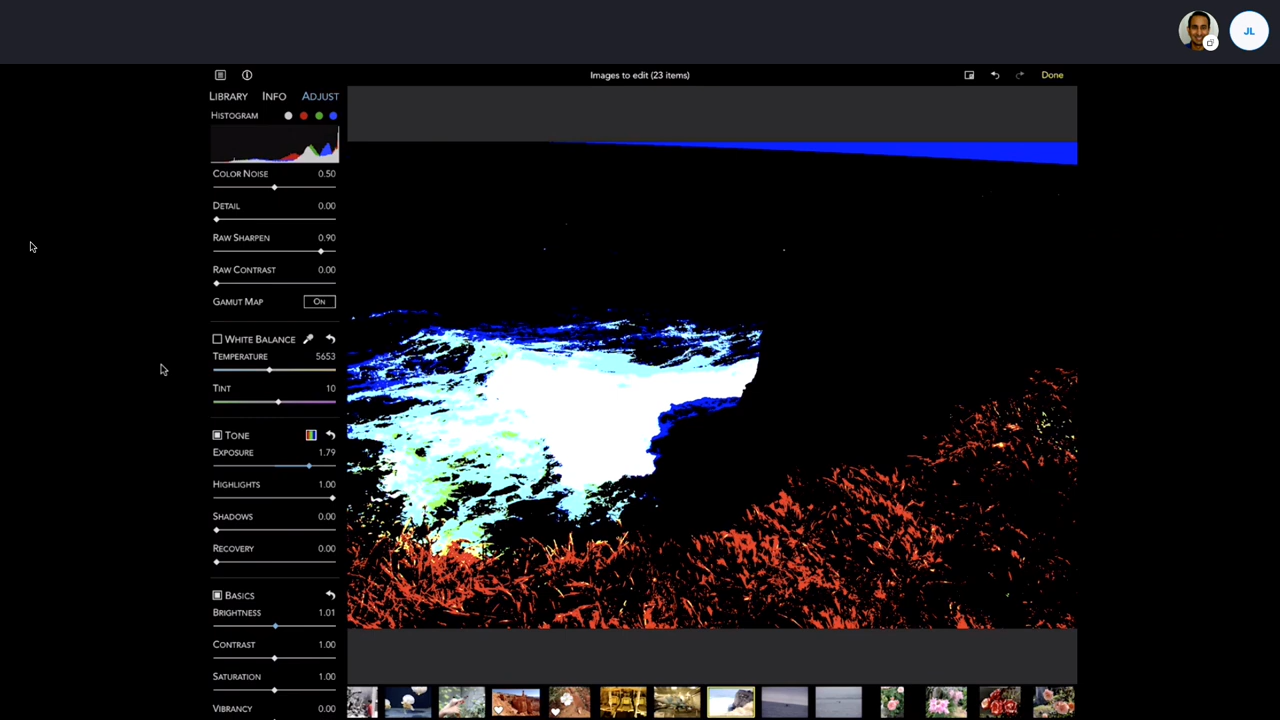 JL
Images to edit (23 items)
Done
LIBRARY INFO ADJUST
HISTOGRAM
COLOR NOISE 0.50
DETAIL 0.00
RAW SHARPEN 0.90
RAW CONTRAST 0.00
GAMUT MAP On
WHITE BALANCE
TEMPERATURE 5653
TINT 10
TONE
EXPOSURE 1.79
HIGHLIGHTS 1.00
SHADOWS 0.00
RECOVERY 0.00
BASICS
BRIGHTNESS 1.01
CONTRAST 1.00
SATURATION 1.00
VIBRANCY 0.00